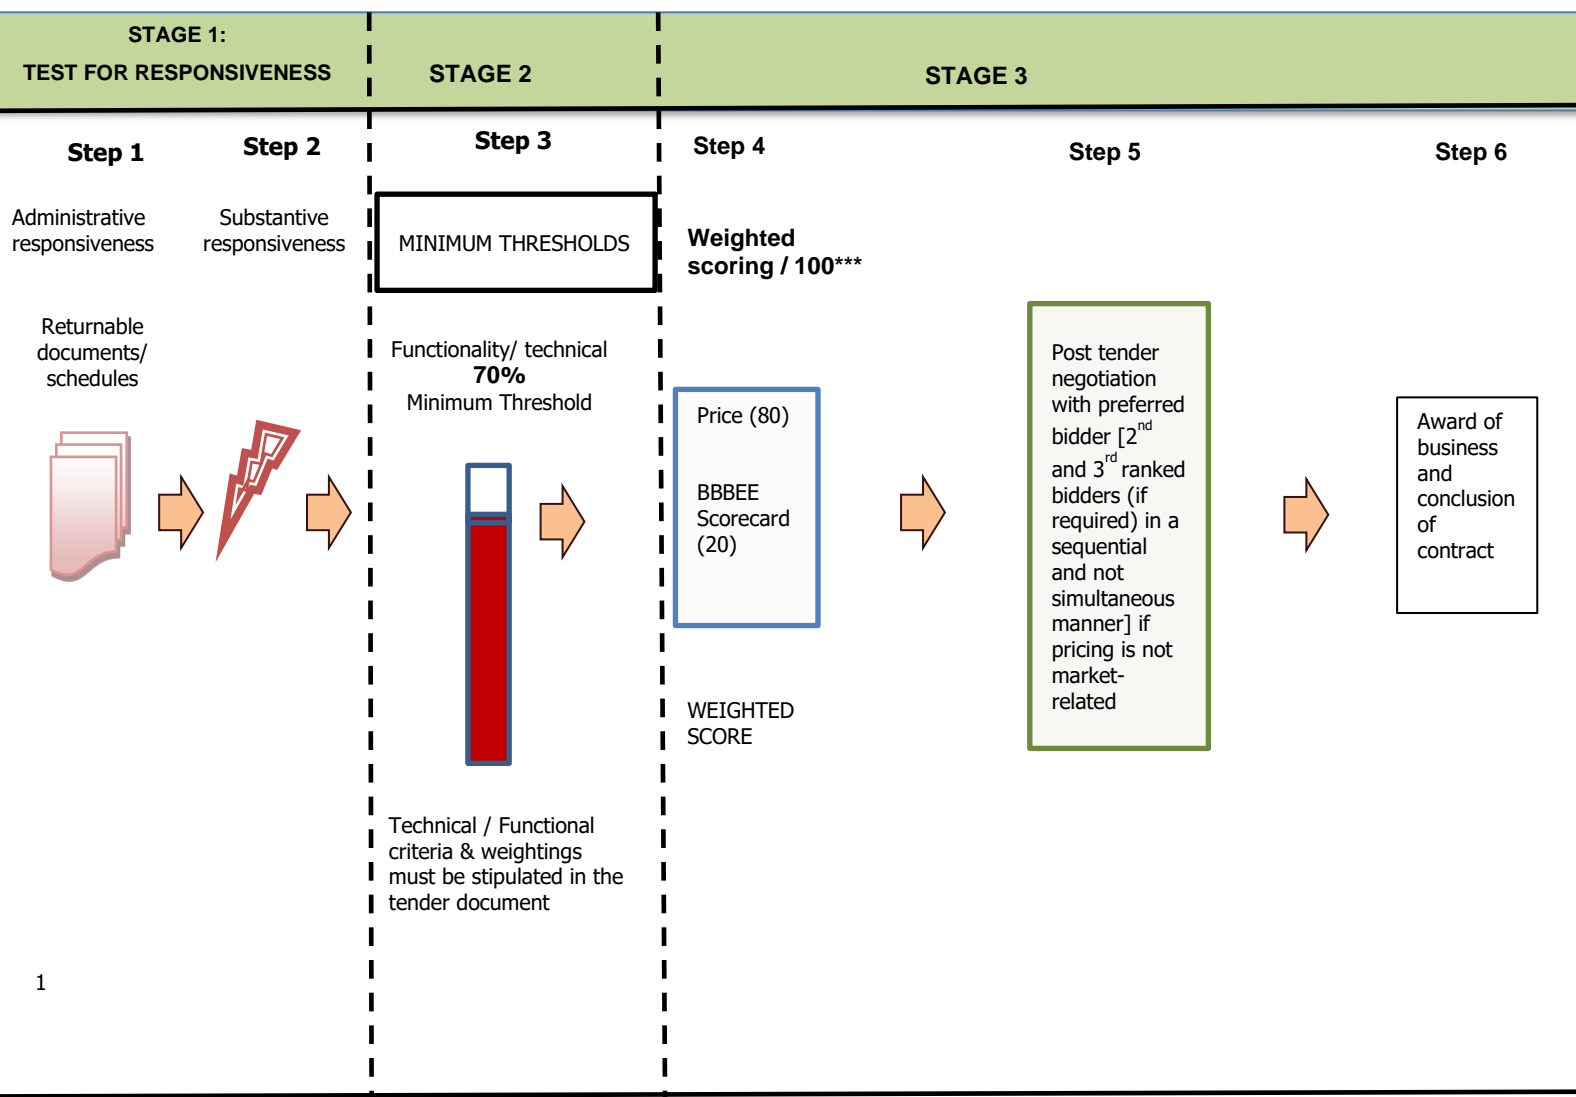 STAGE 1:
TEST FOR RESPONSIVENESS
STAGE 2
STAGE 3
Step 1
Step 2
Step 3
Step 4
Step 5
Step 6
Administrative
responsiveness
Substantive
responsiveness
MINIMUM THRESHOLDS
Weighted
scoring / 100***
Returnable
documents/
schedules
Functionality/ technical
70%
Minimum Threshold
Price (80)
BBBEE
Scorecard
(20)
Post tender
negotiation
with preferred
bidder [2nd
and 3rd ranked
bidders (if
required) in a
sequential
and not
simultaneous
manner] if
pricing is not
market-
related
Award of
business
and
conclusion
of
contract
WEIGHTED
SCORE
Technical / Functional
criteria & weightings
must be stipulated in the
tender document
1